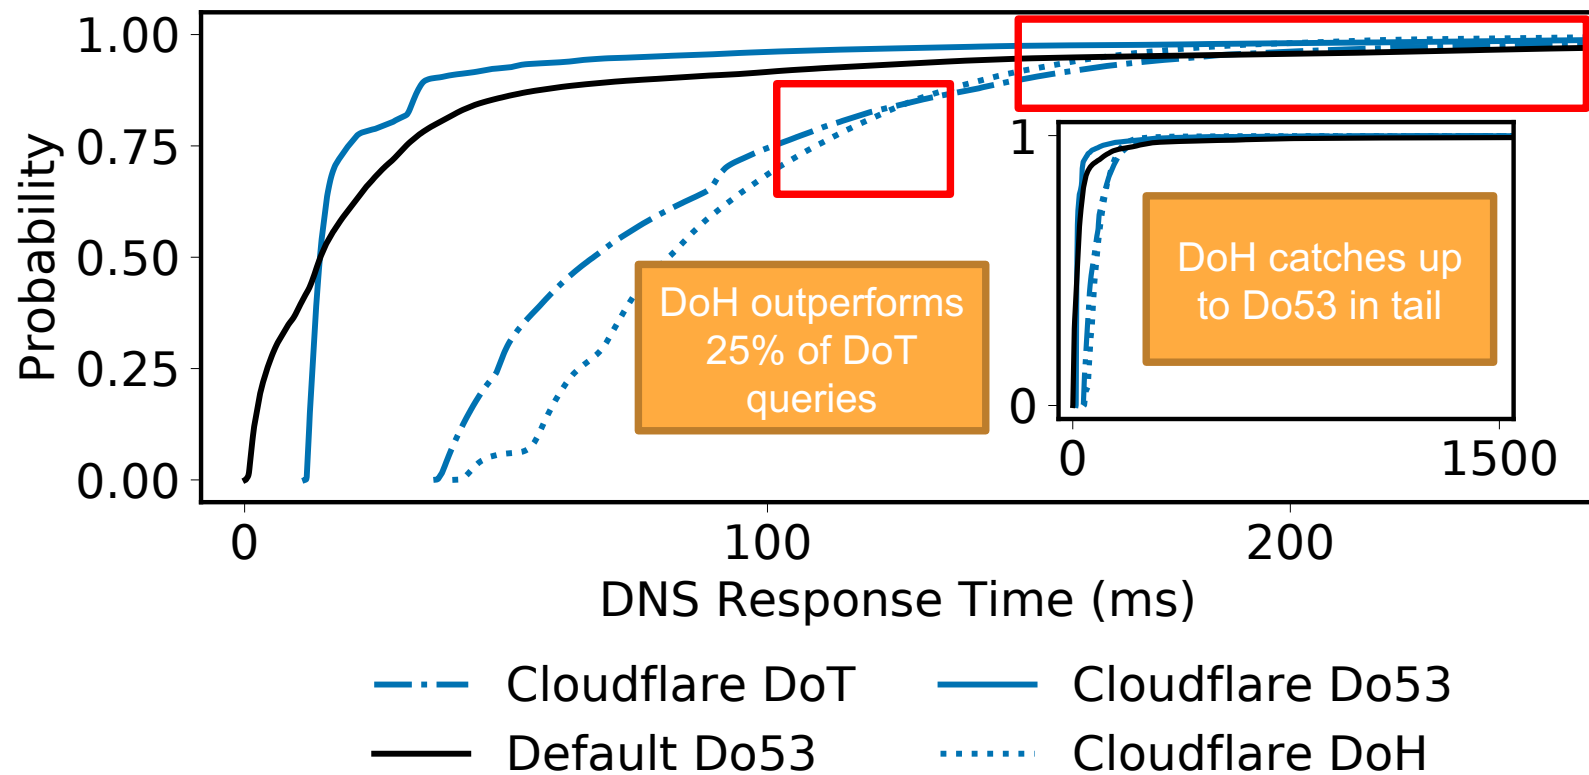 1.00
0.75
0.50
0.25
0.00
Probability
0
100
200
DNS Response Time (ms)
DoH outperforms
25% of DoT
queries
1
0
0
1500
DoH catches up
to Do53 in tail
Cloudflare DoT
Cloudflare Do53
Default Do53
Cloudflare DoH